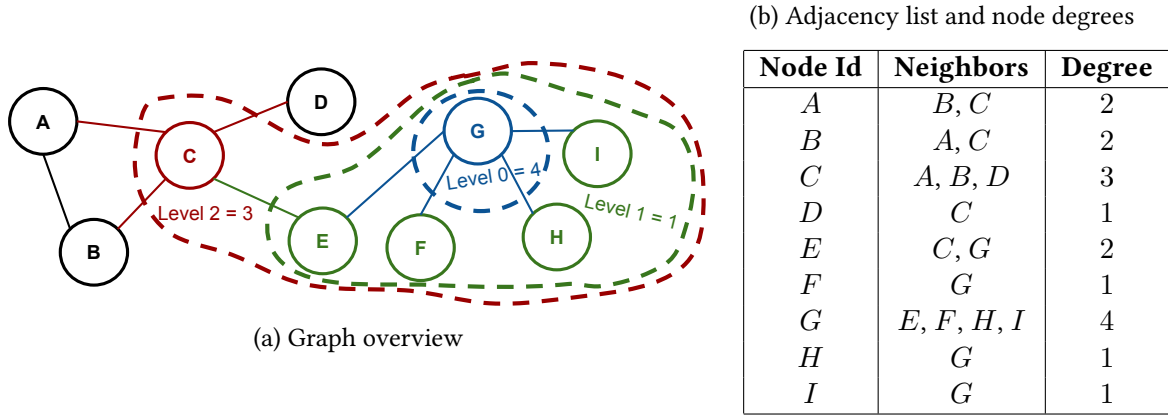 (b) Adjacency list and node degrees
Node Id Neighbors Degree
A B, C 2
B A, C 2
C A, B, D 3
D C 1
E C, G 2
F G 1
G E, F, H, I 4
H G 1
I G 1
A
B
C
D
E
F
G
H
I
Level 0 = 4
Level 1 = 1
Level 2 = 3
(a) Graph overview